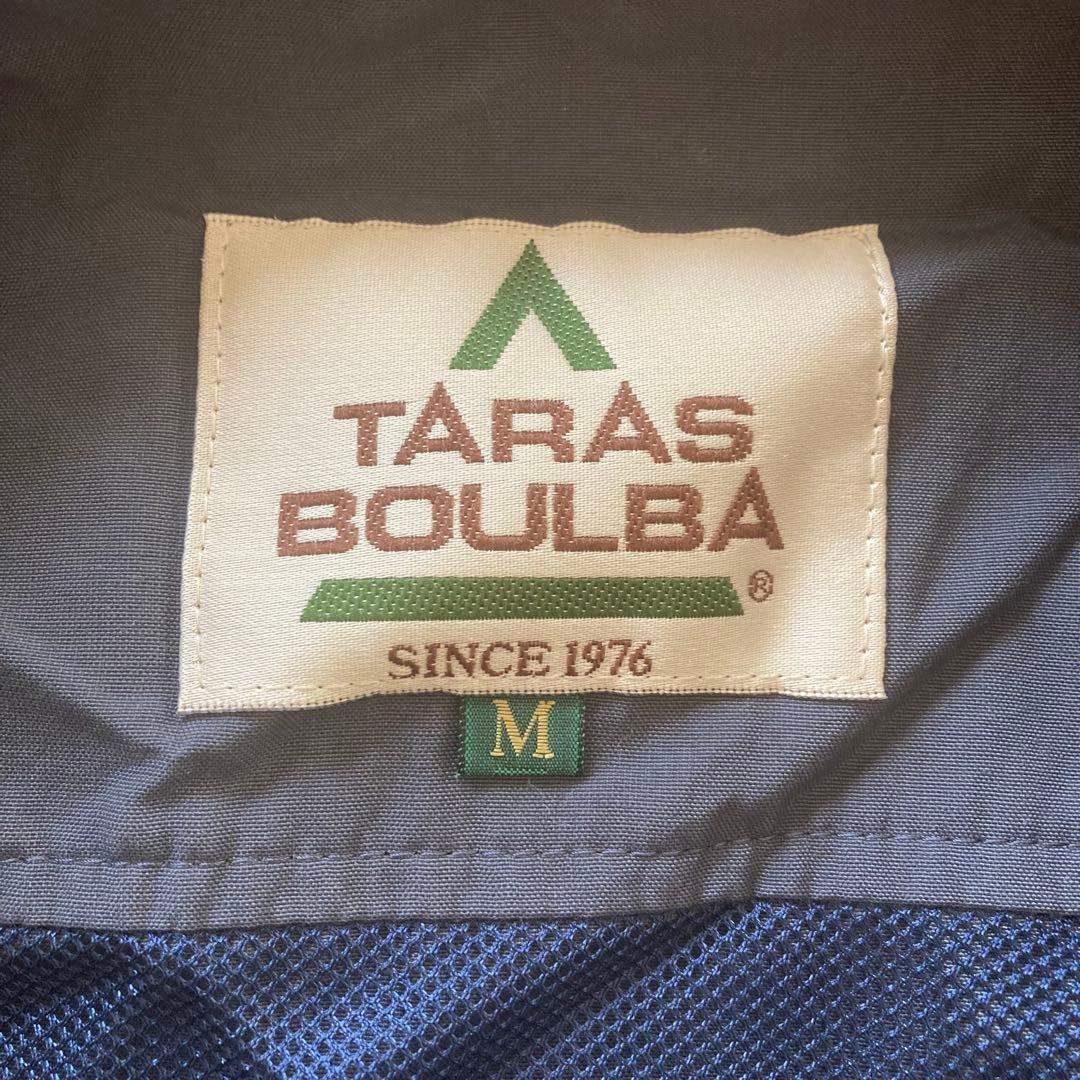 TARAS
BOULBA
®
SINCE 1976
M